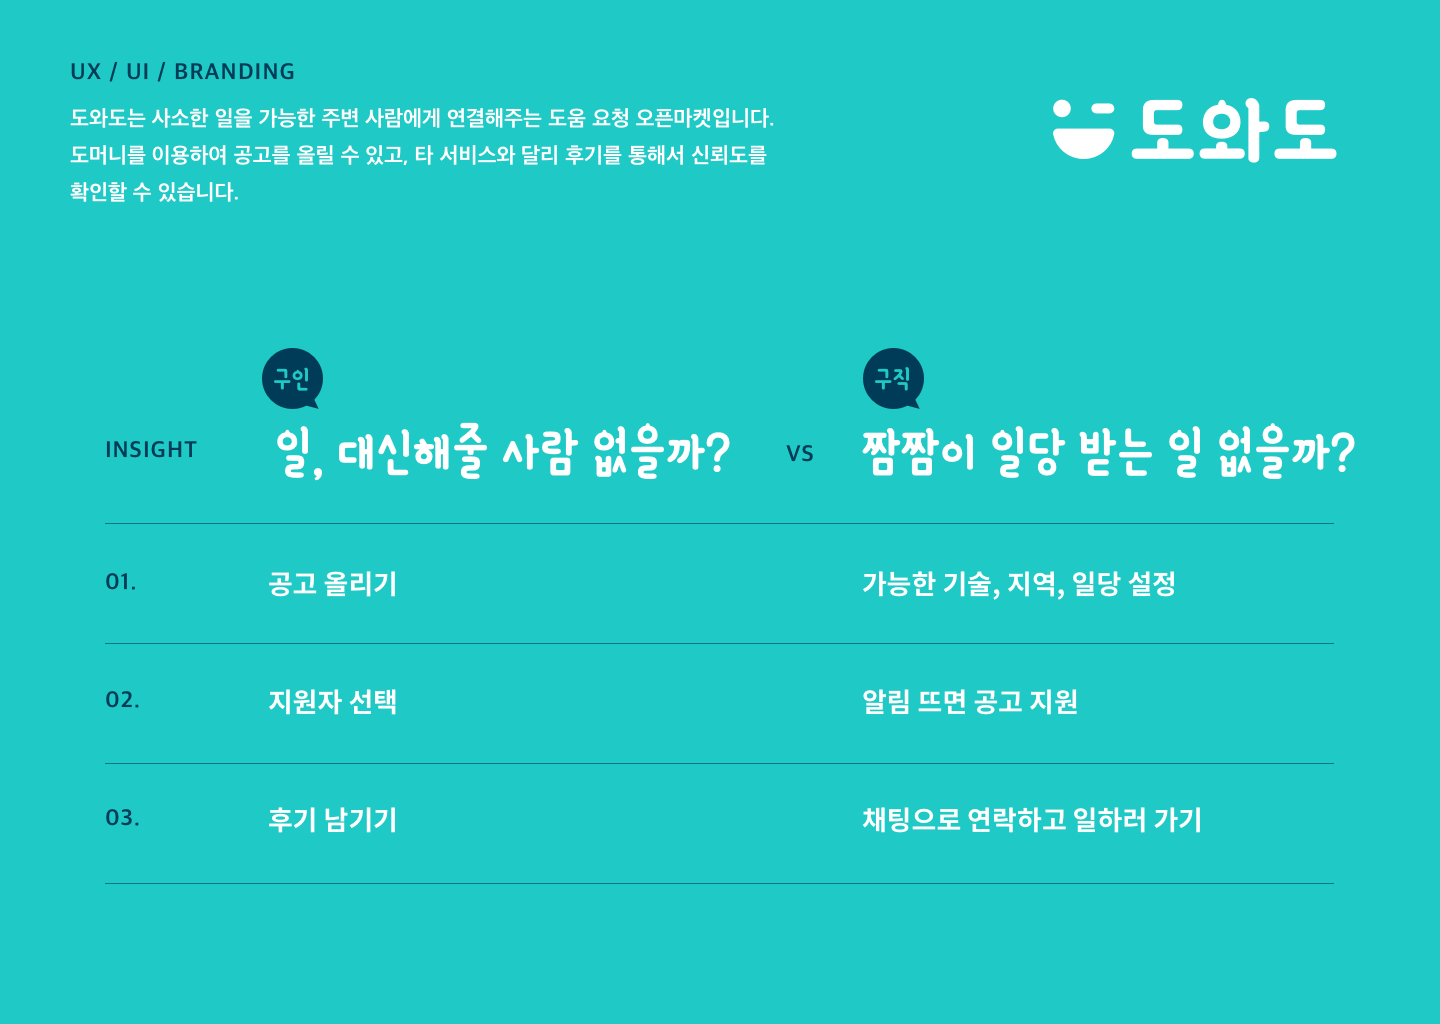 UX / UI / BRANDING
도와도는 사소한 일을 가능한 주변 사람에게 연결해주는 도움 요청 오픈마켓입니다.
도머니를 이용하여 공고를 올릴 수 있고, 타 서비스와 달리 후기를 통해서 신뢰도를
확인할 수 있습니다.
도와도
구인
구직
INSIGHT
일, 대신해줄 사람 없을까?
VS
짬짬이 일당 받는 일 없을까?
01.
공고 올리기
가능한 기술, 지역, 일당 설정
02.
지원자 선택
알림 뜨면 공고 지원
03.
후기 남기기
채팅으로 연락하고 일하러 가기